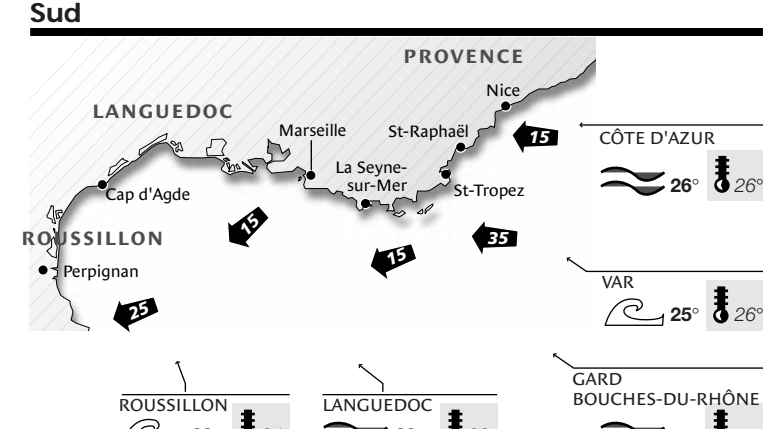 Sud
PROVENCE
Nice
LANGUEDOC
Marseille
St-Raphaël
15
CÔTE D'AZUR
La Seyne-
sur-Mer
26° 26°
St-Tropez
Cap d'Agde
15
ROUSSILLON
35
15
Perpignan
VAR
25
25° 26°
GARD
BOUCHES-DU-RHÔNE
ROUSSILLON
LANGUEDOC